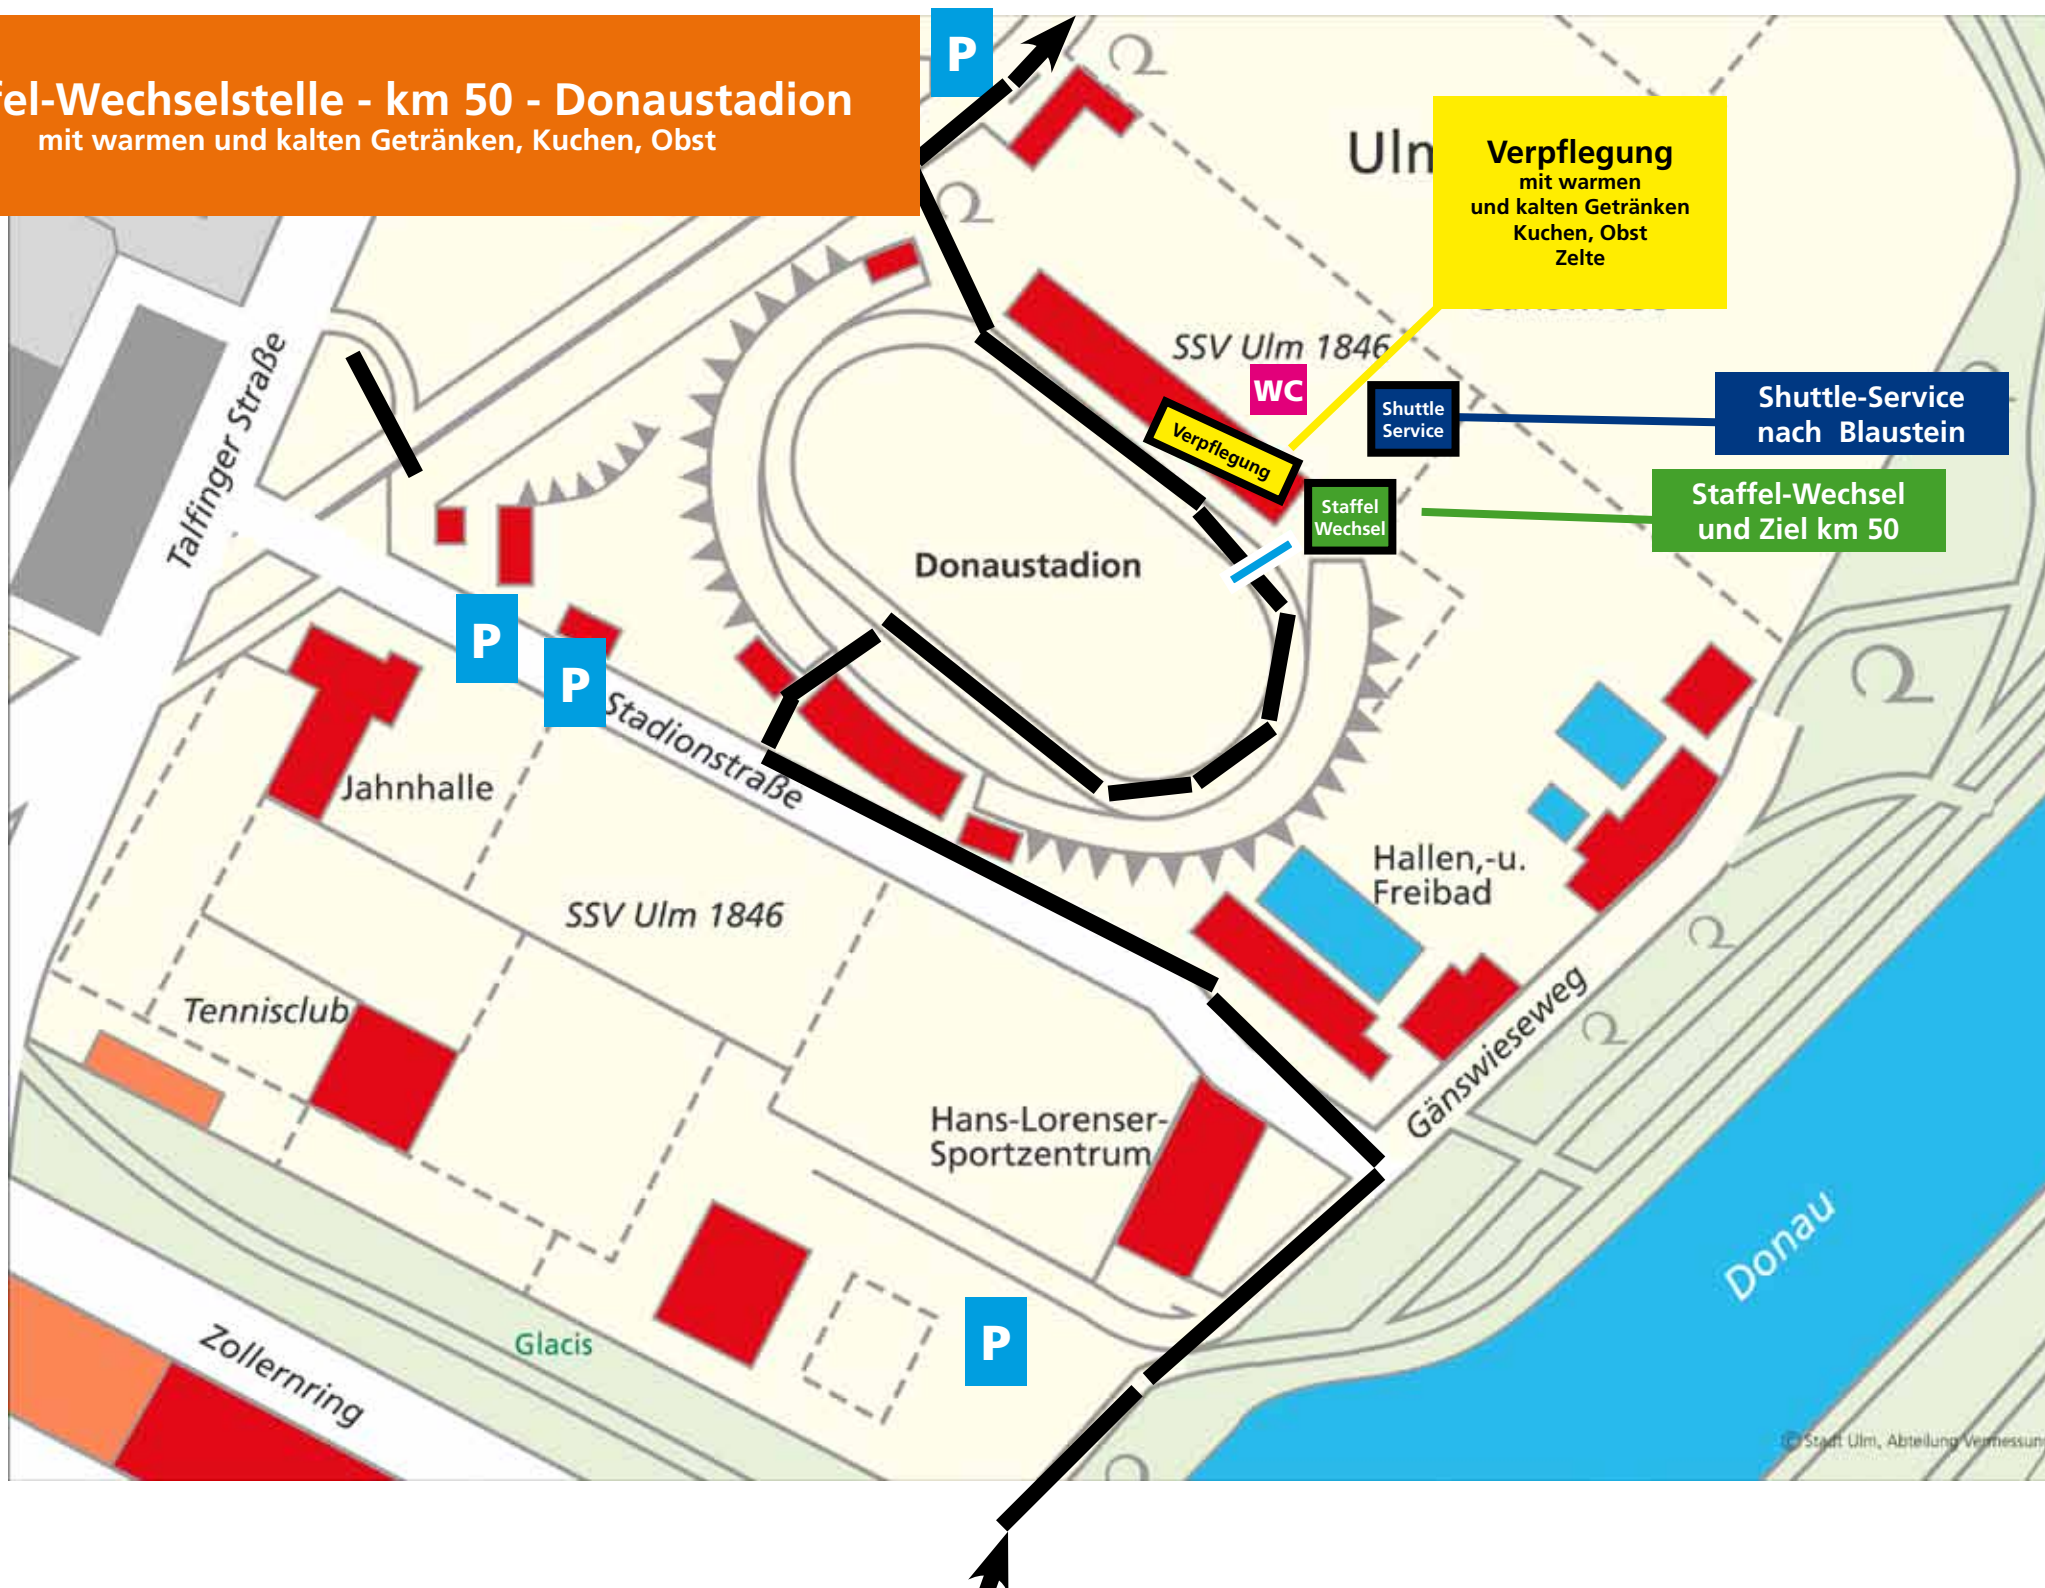 fel-Wechselstelle - km 50 - Donaustadion
mit warmen und kalten Getränken, Kuchen, Obst
P
Verpflegung
mit warmen
und kalten Getränken
Kuchen, Obst
Zelte
SSV Ulm 1846
WC
Shuttle
Service
Shuttle-Service
nach Blaustein
Verpflegung
Staffel
Wechsel
Staffel-Wechsel
und Ziel km 50
Talfinger Straße
Donaustadion
P
P
Stadionstraße
Jahnhalle
SSV Ulm 1846
Hallen,-u.
Freibad
Tennisclub
Gänswieseweg
Hans-Lorenser-
Sportzentrum
Donau
Glacis
P
Zollernring
© Stadt Ulm, Abteilung Vermessun